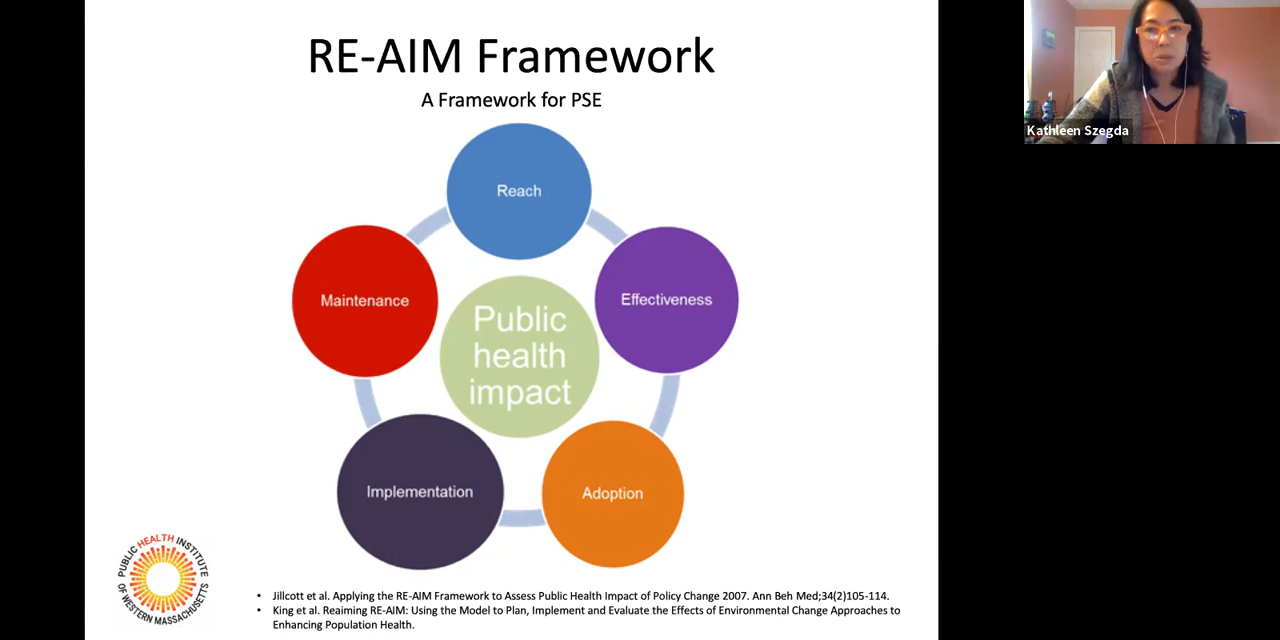 RE-AIM Framework
A Framework for PSE
Kathleen Szegda
Reach
Maintenance
Effectiveness
Public
health
impact
Implementation
Adoption
PUBLIC HEALTH INSTITUTE
OF WESTERN MASSACHUSETTS
• Jillcott et al. Applying the RE-AIM Framework to Assess Public Health Impact of Policy Change 2007. Ann Beh Med;34(2)105-114.
• King et al. Reaiming RE-AIM: Using the Model to Plan, Implement and Evaluate the Effects of Environmental Change Approaches to
Enhancing Population Health.